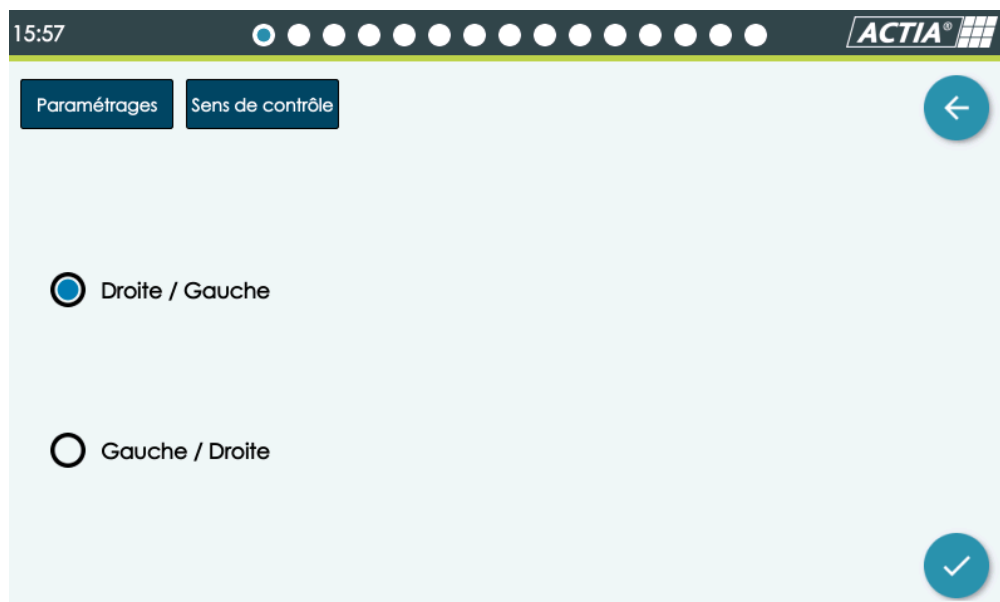 15:57
ACTIA®
Paramétrages
Sens de contrôle
Droite / Gauche
Gauche / Droite